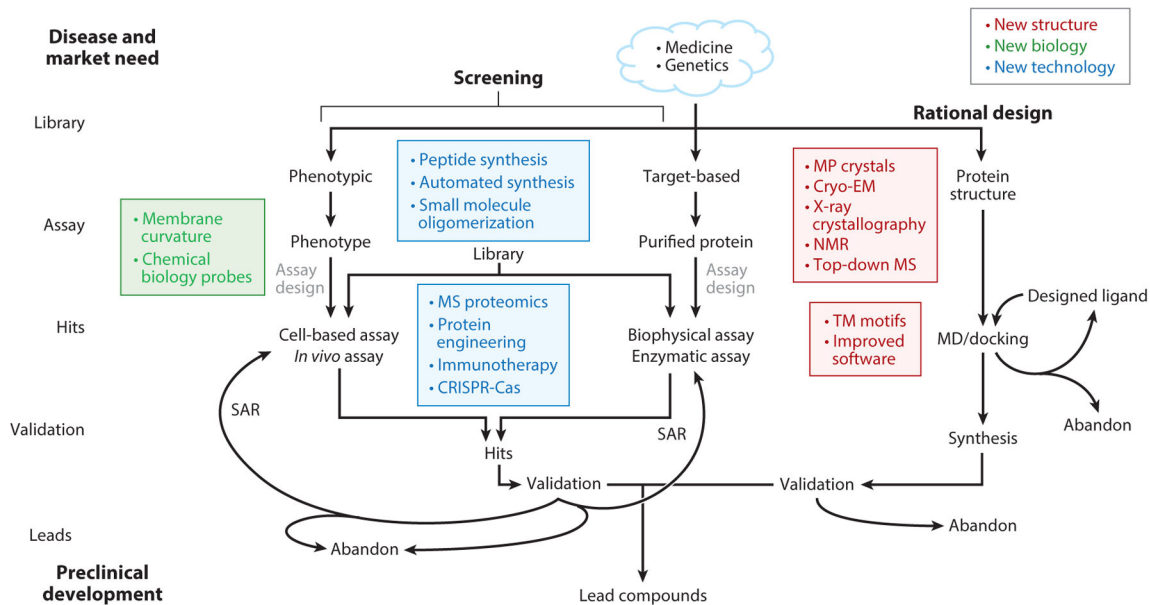 Disease and
market need
• Medicine
• Genetics
• New structure
• New biology
• New technology
Screening
Library
Rational design
• Peptide synthesis
• Automated synthesis
• Small molecule
oligomerization
• MP crystals
• Cryo-EM
• X-ray
crystallography
• NMR
• Top-down MS
Phenotypic
Target-based
Protein
structure
• Membrane
curvature
• Chemical
biology probes
Assay
Phenotype
Purified protein
Library
Assay
design
Assay
design
• MS proteomics
• Protein
engineering
• Immunotherapy
• CRISPR-Cas
• TM motifs
• Improved
software
Designed ligand
Hits
Cell-based assay
In vivo assay
Biophysical assay
Enzymatic assay
MD/docking
SAR
SAR
Abandon
Validation
Hits
Synthesis
Validation
Validation
Leads
Abandon
Abandon
Preclinical
development
Lead compounds